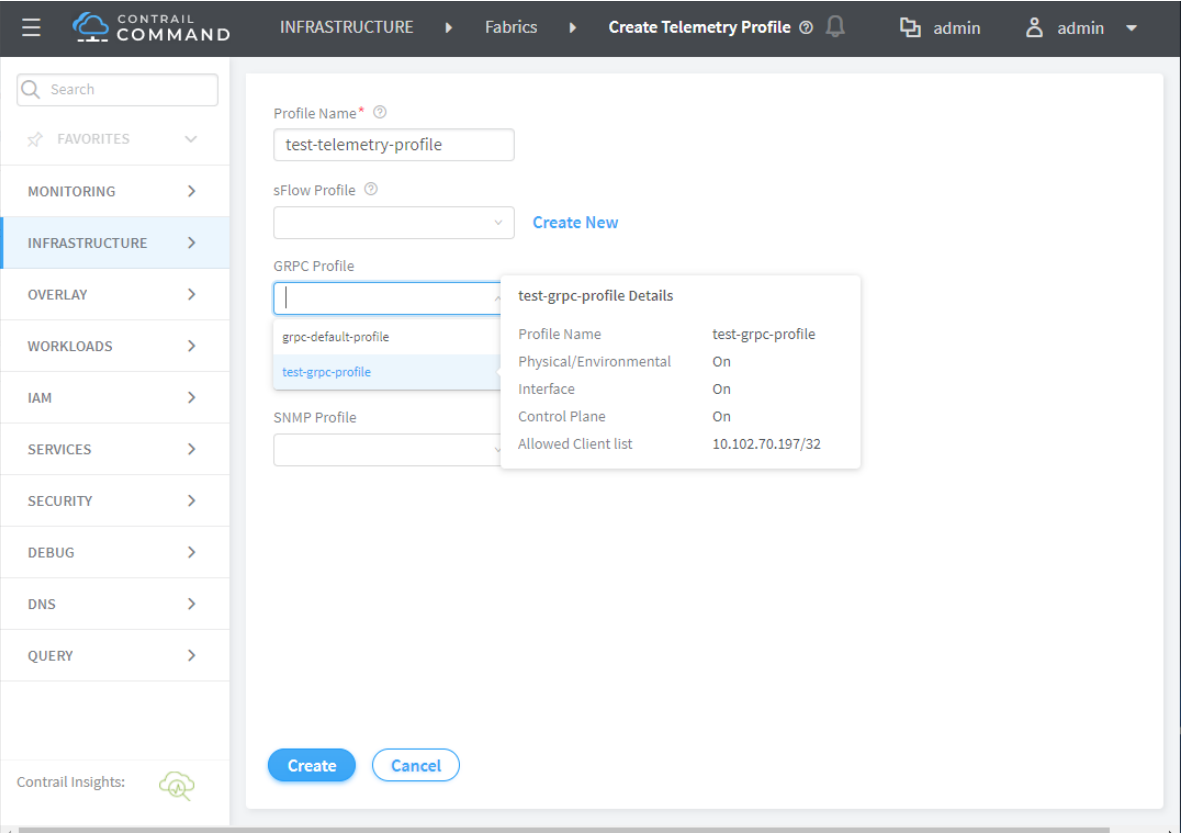 CONTRAIL
COMMAND
INFRASTRUCTURE Fabrics Create Telemetry Profile admin admin
Search
FAVORITES
MONITORING
INFRASTRUCTURE
OVERLAY
WORKLOADS
IAM
SERVICES
SECURITY
DEBUG
DNS
QUERY
Contrail Insights:
Profile Name*
test-telemetry-profile
sFlow Profile
Create New
GRPC Profile
grpc-default-profile
test-grpc-profile
SNMP Profile
test-grpc-profile Details
Profile Name test-grpc-profile
Physical/Environmental On
Interface On
Control Plane On
Allowed Client list 10.102.70.197/32
Create Cancel